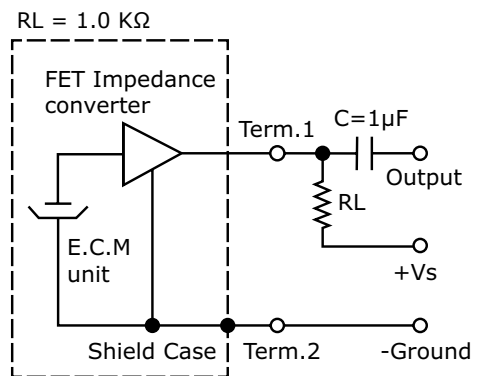 RL = 1.0 KΩ
FET Impedance
converter
Term.1
C=1µF
Output
RL
E.C.M
unit
+Vs
Shield Case
Term.2
-Ground